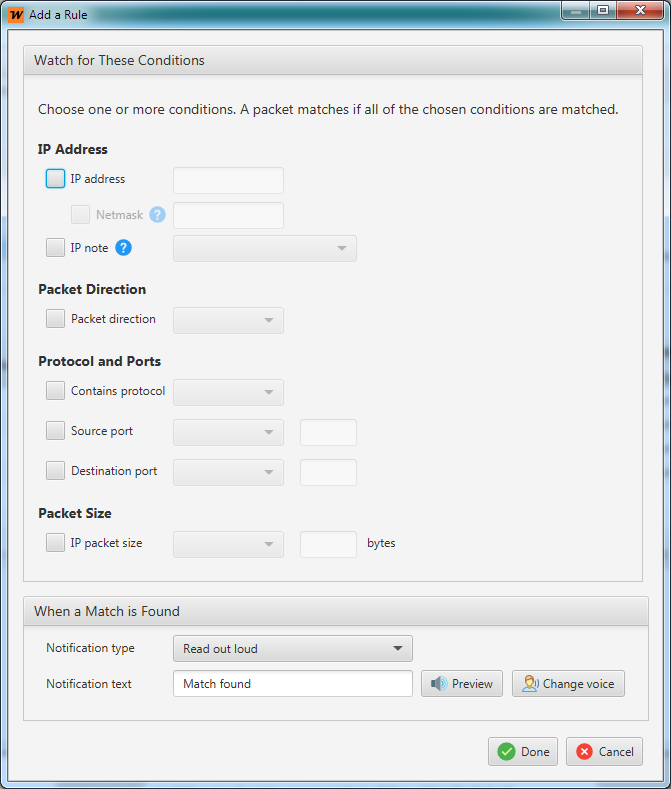 W Add a Rule
Watch for These Conditions
Choose one or more conditions. A packet matches if all of the chosen conditions are matched.
IP Address
IP address
Netmask ?
IP note ?
Packet Direction
Packet direction
Protocol and Ports
Contains protocol
Source port
Destination port
Packet Size
IP packet size bytes
When a Match is Found
Notification type Read out loud
Notification text Match found Preview Change voice
Done Cancel